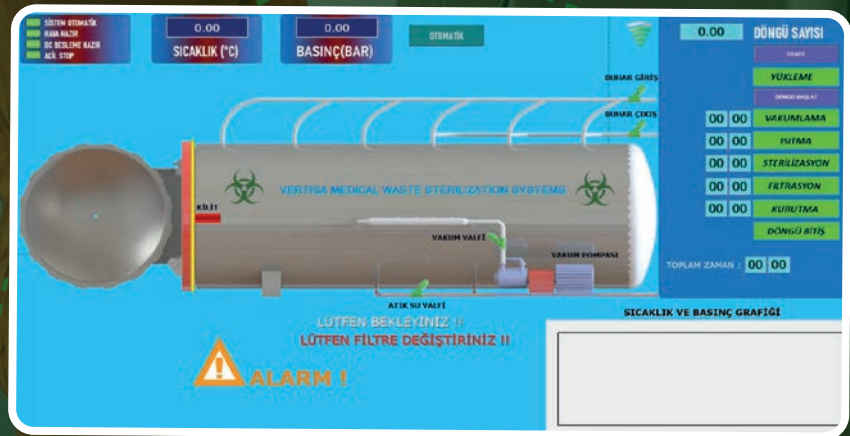 SİSTEM OTOMATİK
HAVA HAZIR
DC BESLEME HAZIR
ACİL STOP
0.00
SICAKLIK (°C)
0.00
BASINÇ(BAR)
OTOMATİK
0.00 DÖNGÜ SAYISI
START
YÜKLEME
DÖNGÜ BAŞLAT
00 00 VAKUMLAMA
00 00 ISITMA
00 00 STERİLİZASYON
00 00 FİLTRASYON
00 00 KURUTMA
DÖNGÜ BİTİŞ
TOPLAM ZAMAN : 00 00
BUHAR GİRİŞ
BUHAR ÇIKIŞ
VERTISA MEDICAL WASTE STERILIZATION SYSTEMS
KİLİT
VAKUM VALFİ
VAKUM POMPASI
ATIK SU VALFİ
LÜTFEN BEKLEYİNİZ !!
LÜTFEN FİLTRE DEĞİŞTİRİNİZ !!
ALARM !
SICAKLIK VE BASINÇ GRAFİĞİ